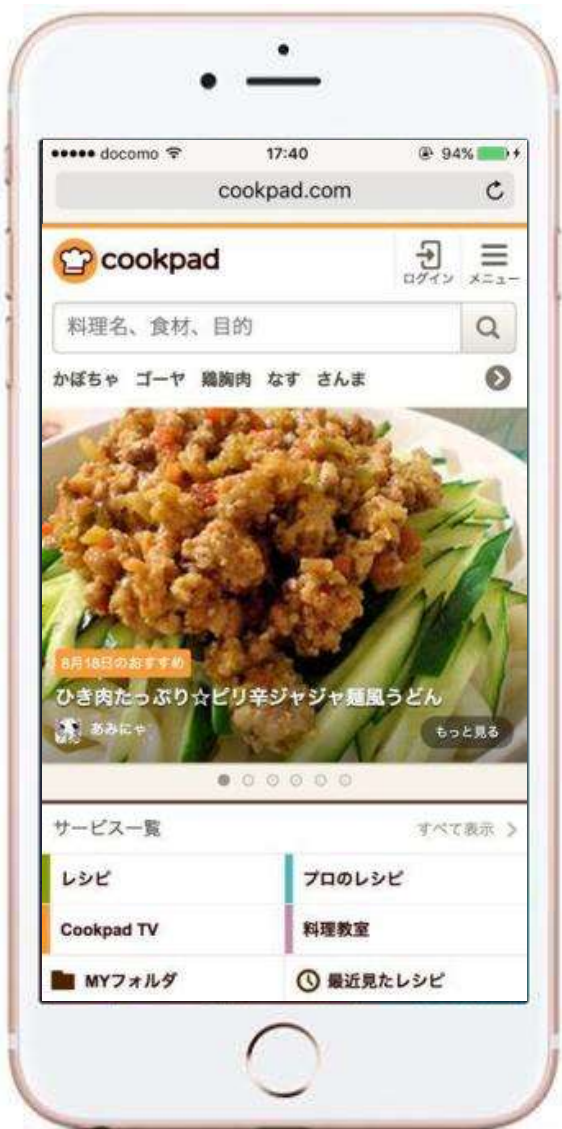 docomo 17:40 94%
cookpad.com
cookpad
ログイン メニュー
料理名、食材、目的
かぼちゃ ゴーヤ 鶏胸肉 なす さんま
8月18日のおすすめ
ひき肉たっぷり☆ピリ辛ジャジャ麺風うどん
あみにゃ もっと見る
サービス一覧 すべて表示
レシピ プロのレシピ
Cookpad TV 料理教室
MYフォルダ 最近見たレシピ